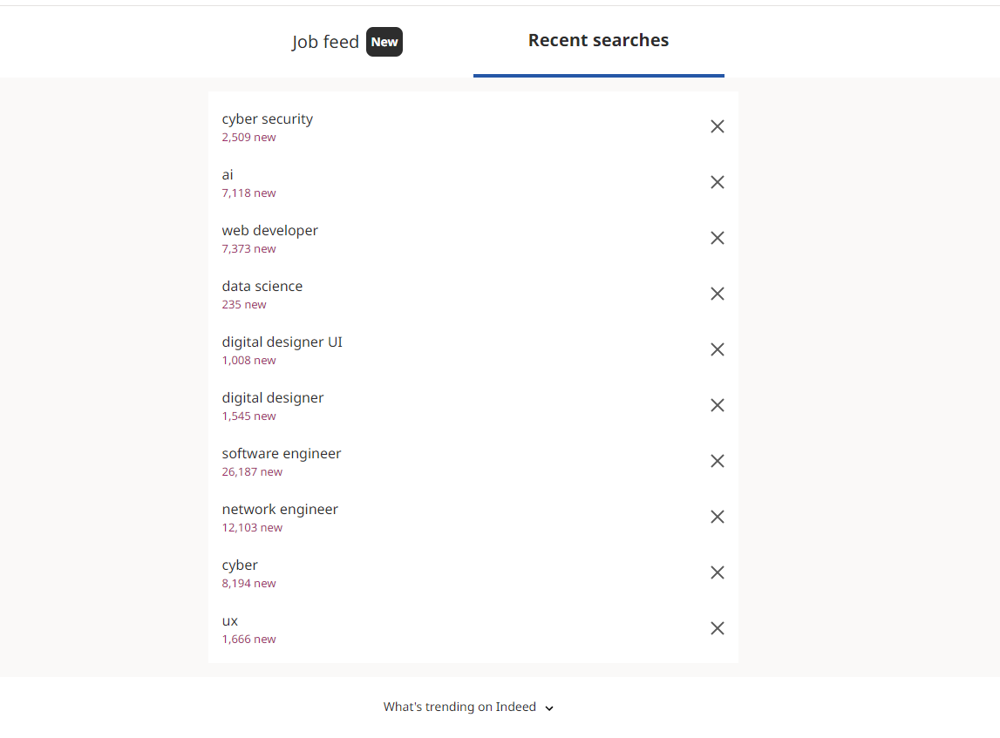 Job feed New
Recent searches
cyber security
2,509 new
ai
7,118 new
web developer
7,373 new
data science
235 new
digital designer UI
1,008 new
digital designer
1,545 new
software engineer
26,187 new
network engineer
12,103 new
cyber
8,194 new
ux
1,666 new
What's trending on Indeed